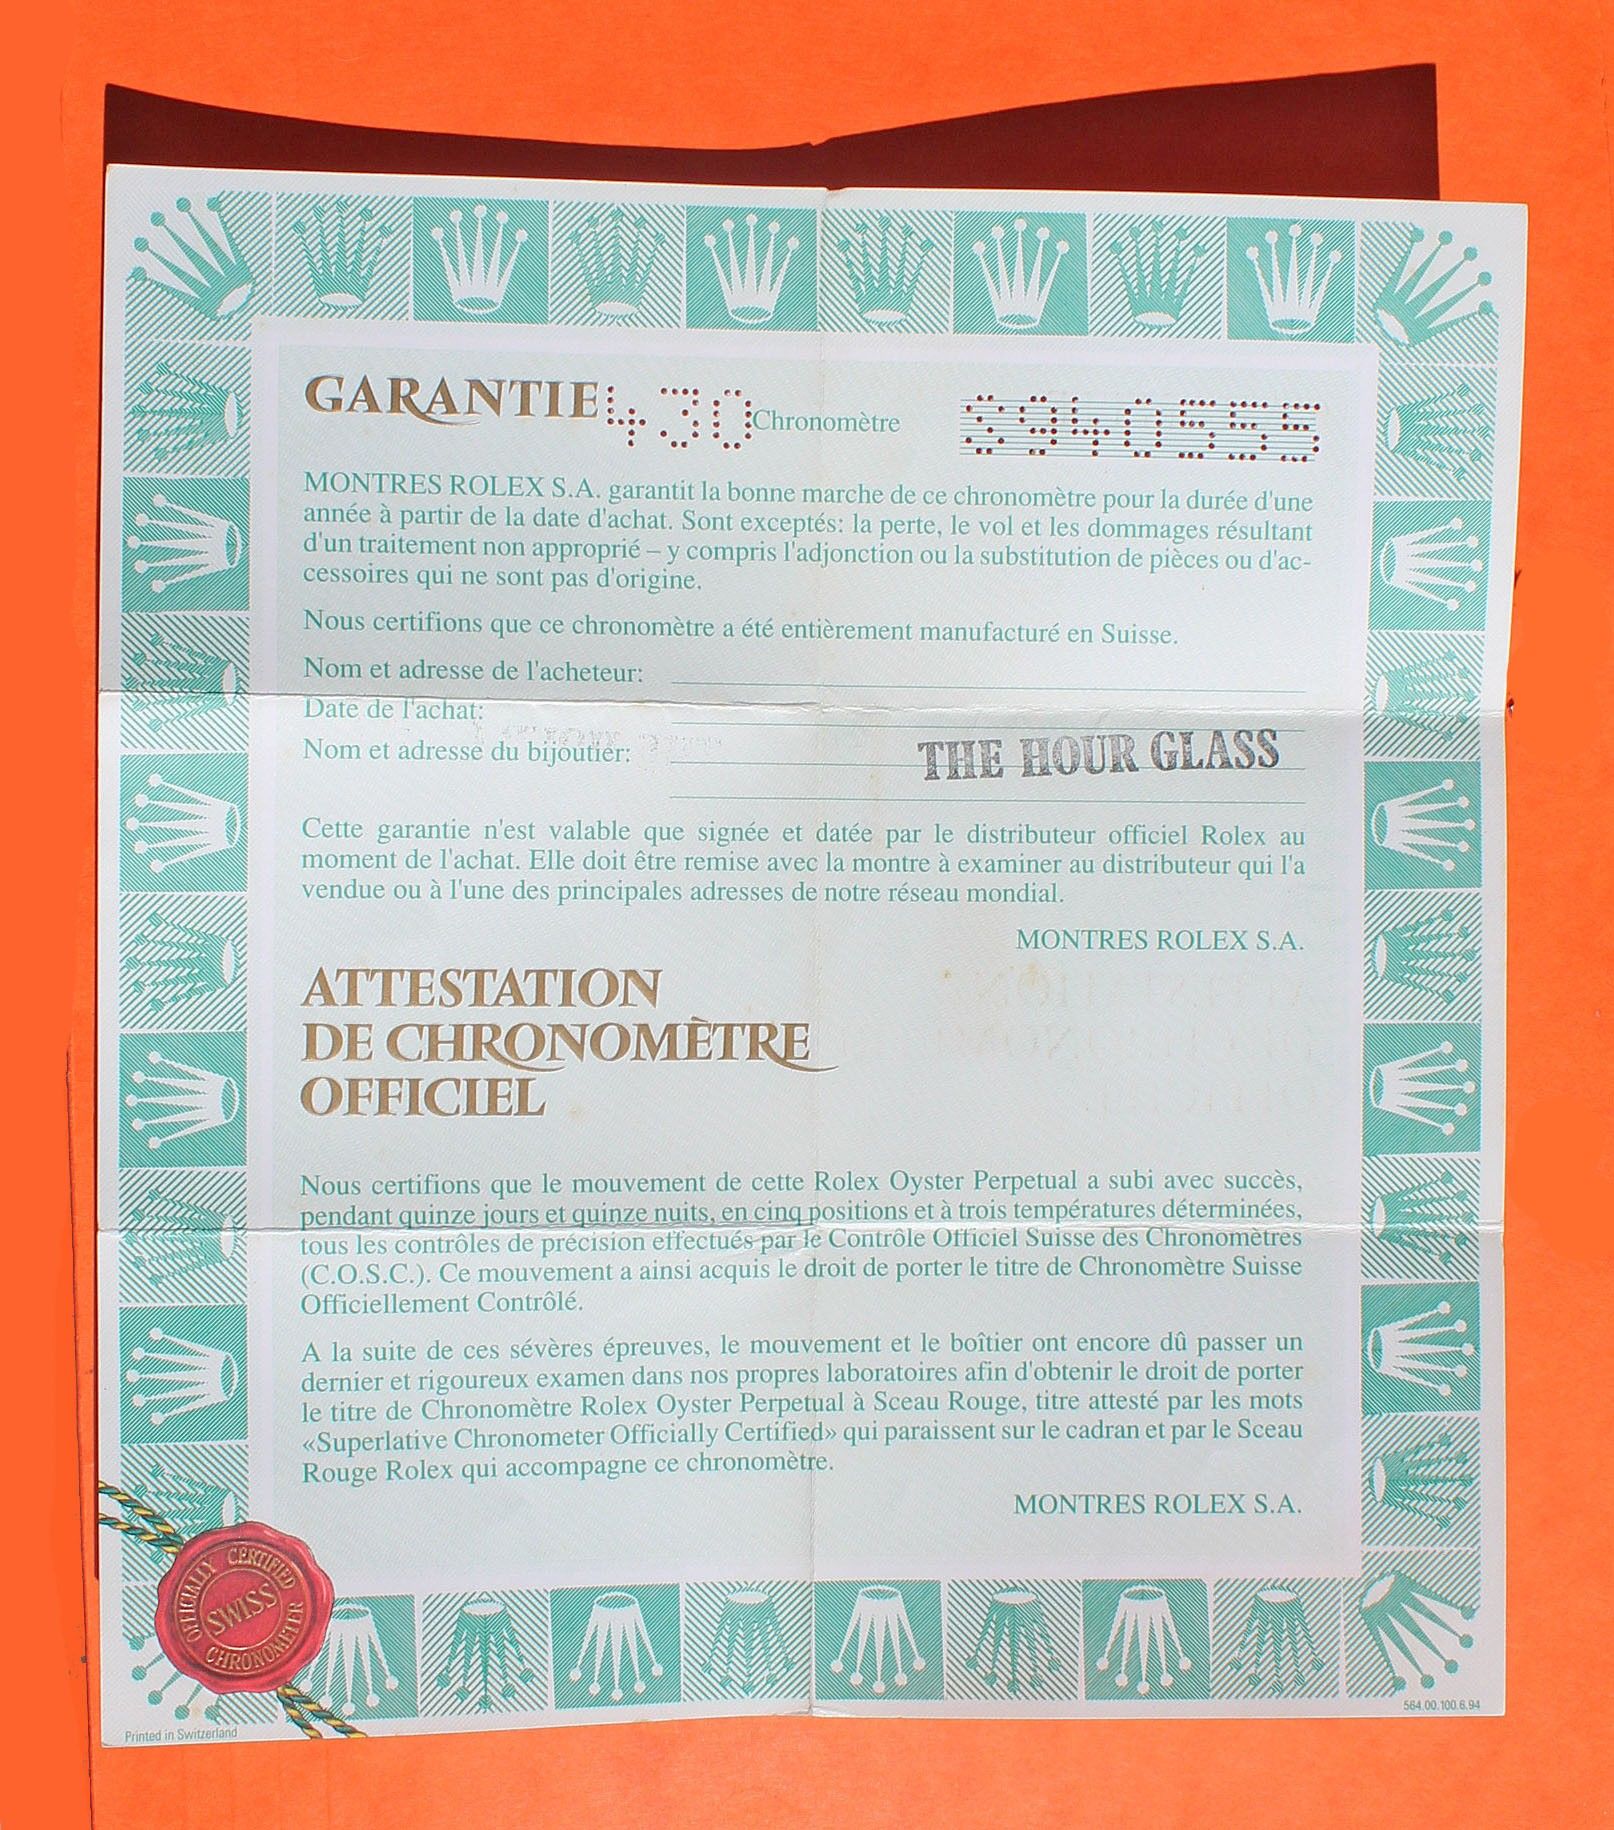 GARANTIE 430 Chronomètre S940555
MONTRES ROLEX S.A. garantit la bonne marche de ce chronomètre pour la durée d'une
année à partir de la date d'achat. Sont exceptés: la perte, le vol et les dommages résultant
d'un traitement non approprié – y compris l'adjonction ou la substitution de pièces ou d'ac-
cessoires qui ne sont pas d'origine.
Nous certifions que ce chronomètre a été entièrement manufacturé en Suisse.
Nom et adresse de l'acheteur:
Date de l'achat:
Nom et adresse du bijoutier: THE HOUR GLASS
Cette garantie n'est valable que signée et datée par le distributeur officiel Rolex au
moment de l'achat. Elle doit être remise avec la montre à examiner au distributeur qui l'a
vendue ou à l'une des principales adresses de notre réseau mondial.
MONTRES ROLEX S.A.
ATTESTATION
DE CHRONOMÈTRE
OFFICIEL
Nous certifions que le mouvement de cette Rolex Oyster Perpetual a subi avec succès,
pendant quinze jours et quinze nuits, en cinq positions et à trois températures déterminées,
tous les contrôles de précision effectués par le Contrôle Officiel Suisse des Chronomètres
(C.O.S.C.). Ce mouvement a ainsi acquis le droit de porter le titre de Chronomètre Suisse
Officiellement Contrôlé.
A la suite de ces sévères épreuves, le mouvement et le boîtier ont encore dû passer un
dernier et rigoureux examen dans nos propres laboratoires afin d'obtenir le droit de porter
le titre de Chronomètre Rolex Oyster Perpetual à Sceau Rouge, titre attesté par les mots
«Superlative Chronometer Officially Certified» qui paraissent sur le cadran et par le Sceau
Rouge Rolex qui accompagne ce chronomètre.
MONTRES ROLEX S.A.
OFFICIALLY CERTIFIED
SWISS
CHRONOMETER
564.00.100.6.94
Printed in Switzerland